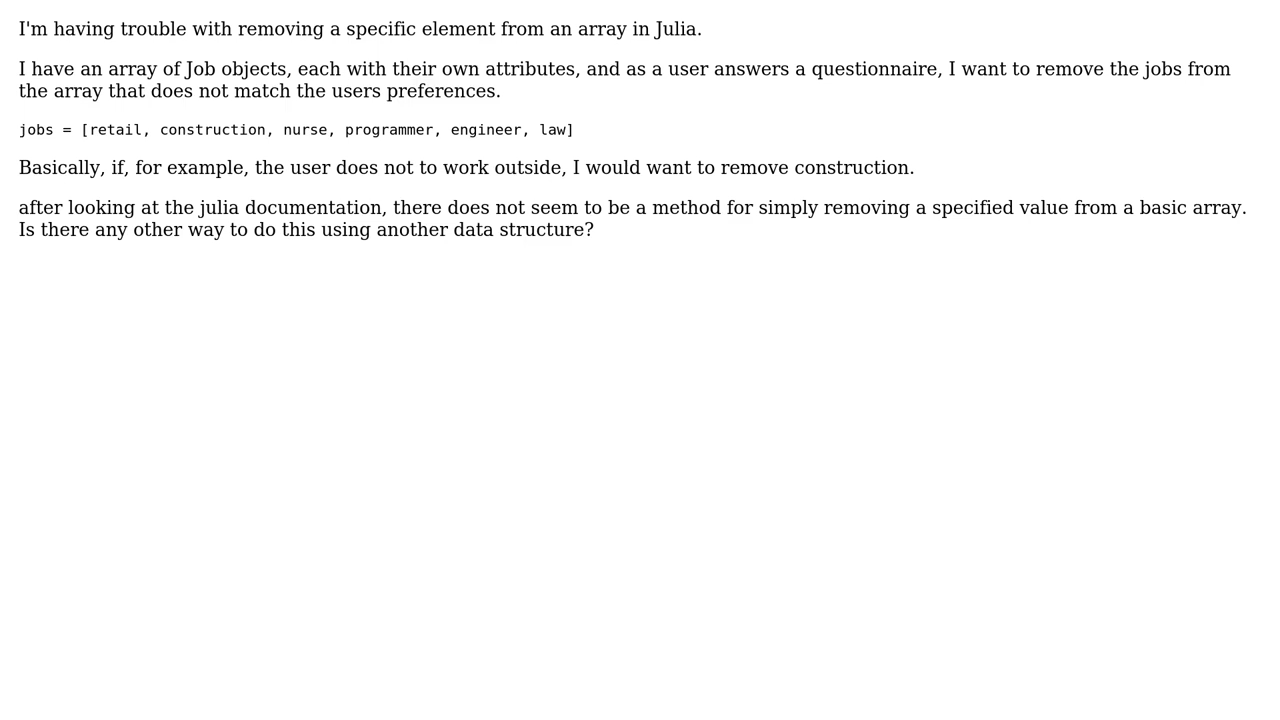 I'm having trouble with removing a specific element from an array in Julia.
I have an array of Job objects, each with their own attributes, and as a user answers a questionnaire, I want to remove the jobs from
the array that does not match the users preferences.
jobs = [retail, construction, nurse, programmer, engineer, law]
Basically, if, for example, the user does not to work outside, I would want to remove construction.
after looking at the julia documentation, there does not seem to be a method for simply removing a specified value from a basic array.
Is there any other way to do this using another data structure?